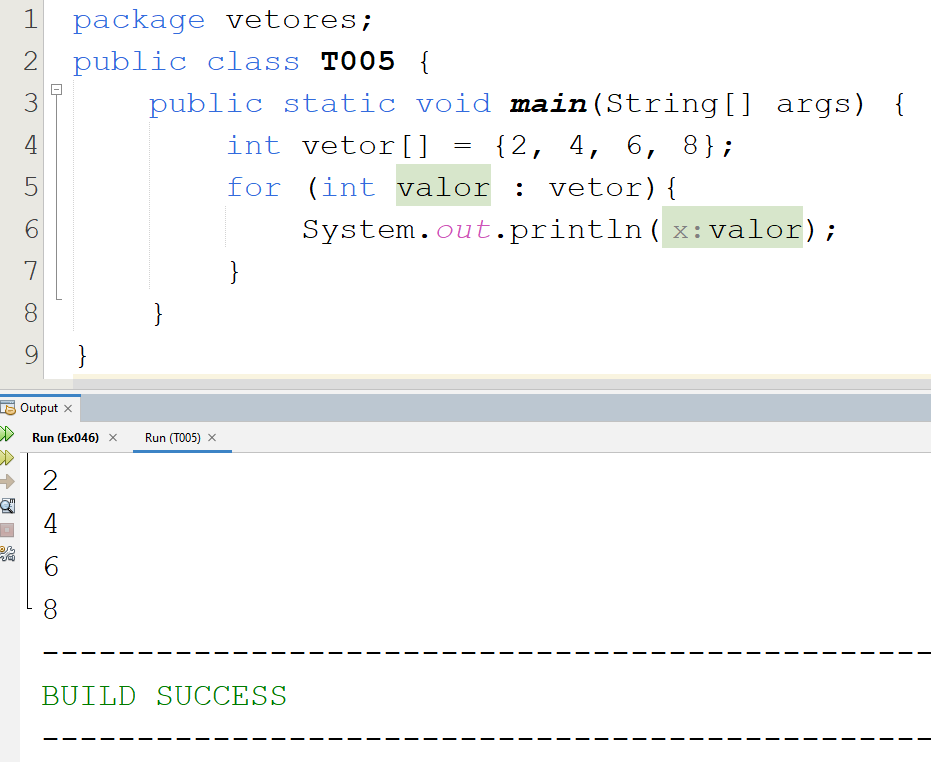 1 package vetores;
2 public class T005 {
3 public static void main(String[] args) {
4 int vetor[] = {2, 4, 6, 8};
5 for (int valor : vetor){
6 System.out.println( x: valor);
7 }
8 }
9 }
Output ×
Run (Ex046) × Run (T005) ×
2
4
6
8
------------------------------------------------
BUILD SUCCESS
------------------------------------------------